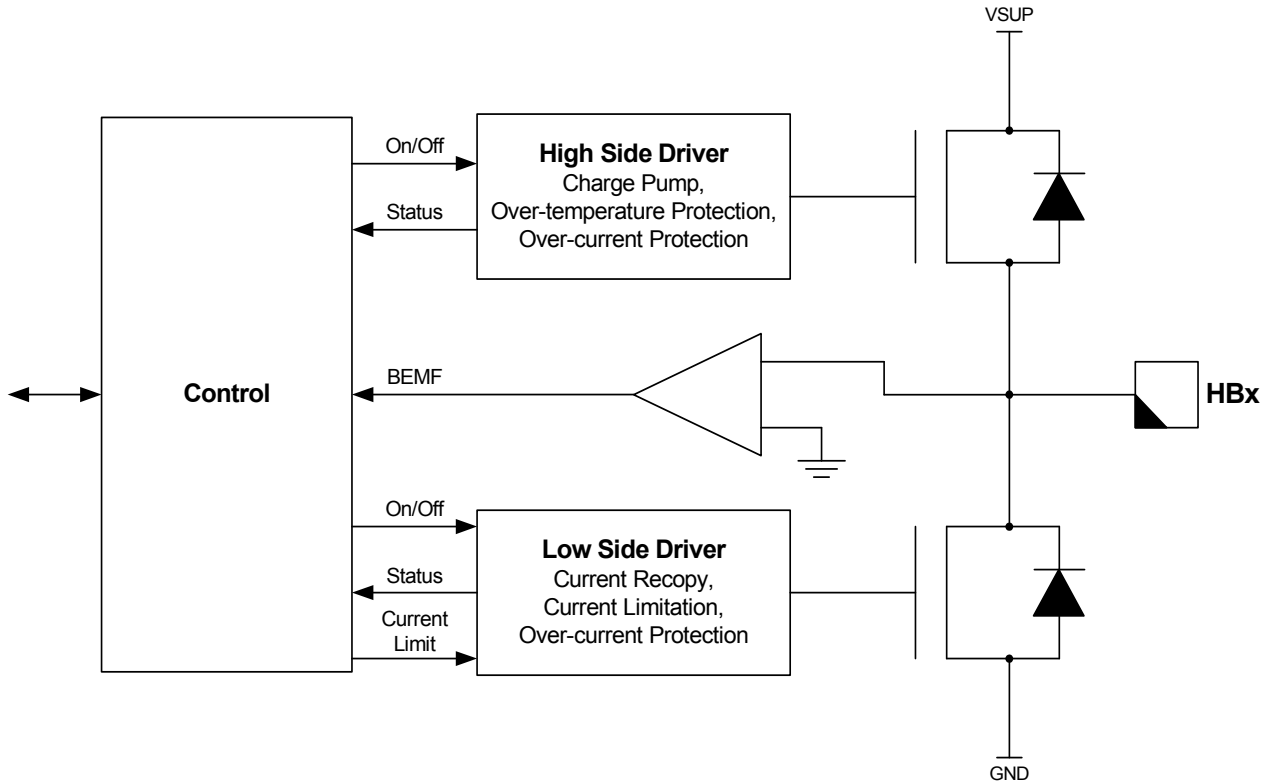 VSUP
On/Off
Status
High Side Driver
Charge Pump,
Over-temperature Protection,
Over-current Protection
Control
BEMF
HBx
On/Off
Status
Current
Limit
Low Side Driver
Current Recopy,
Current Limitation,
Over-current Protection
GND